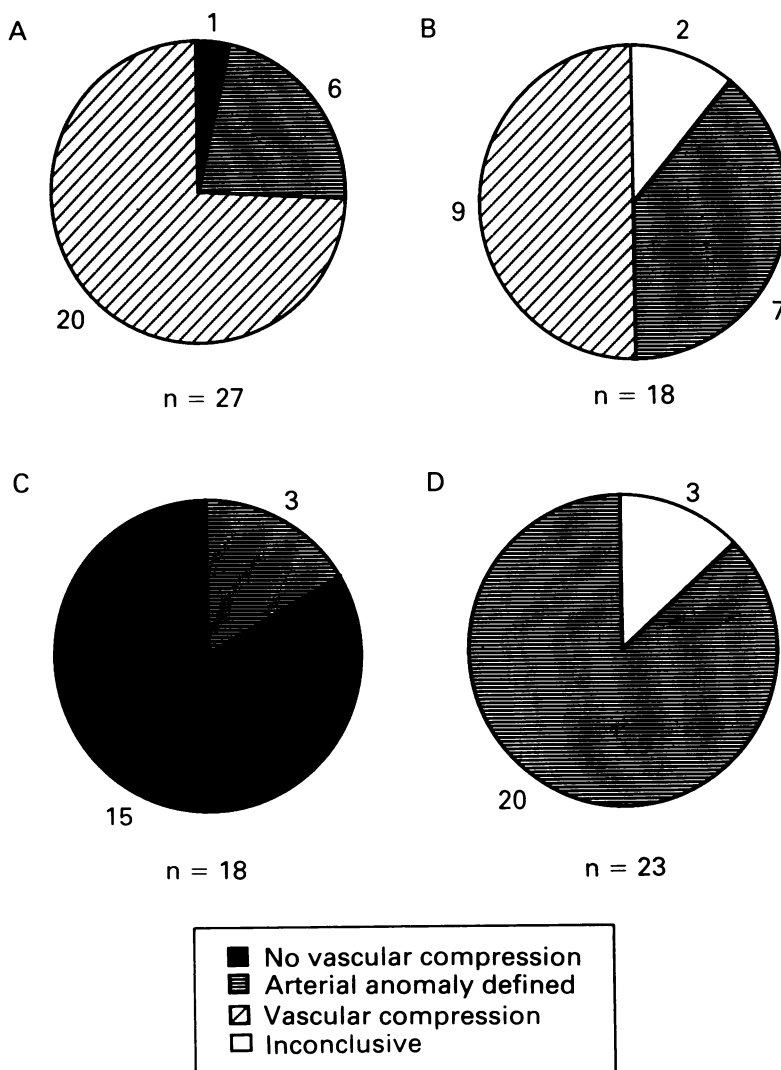 A
1
6
20
n = 27
B
2
9
7
n = 18
C
3
15
n = 18
D
3
20
n = 23
No vascular compression
Arterial anomaly defined
Vascular compression
Inconclusive